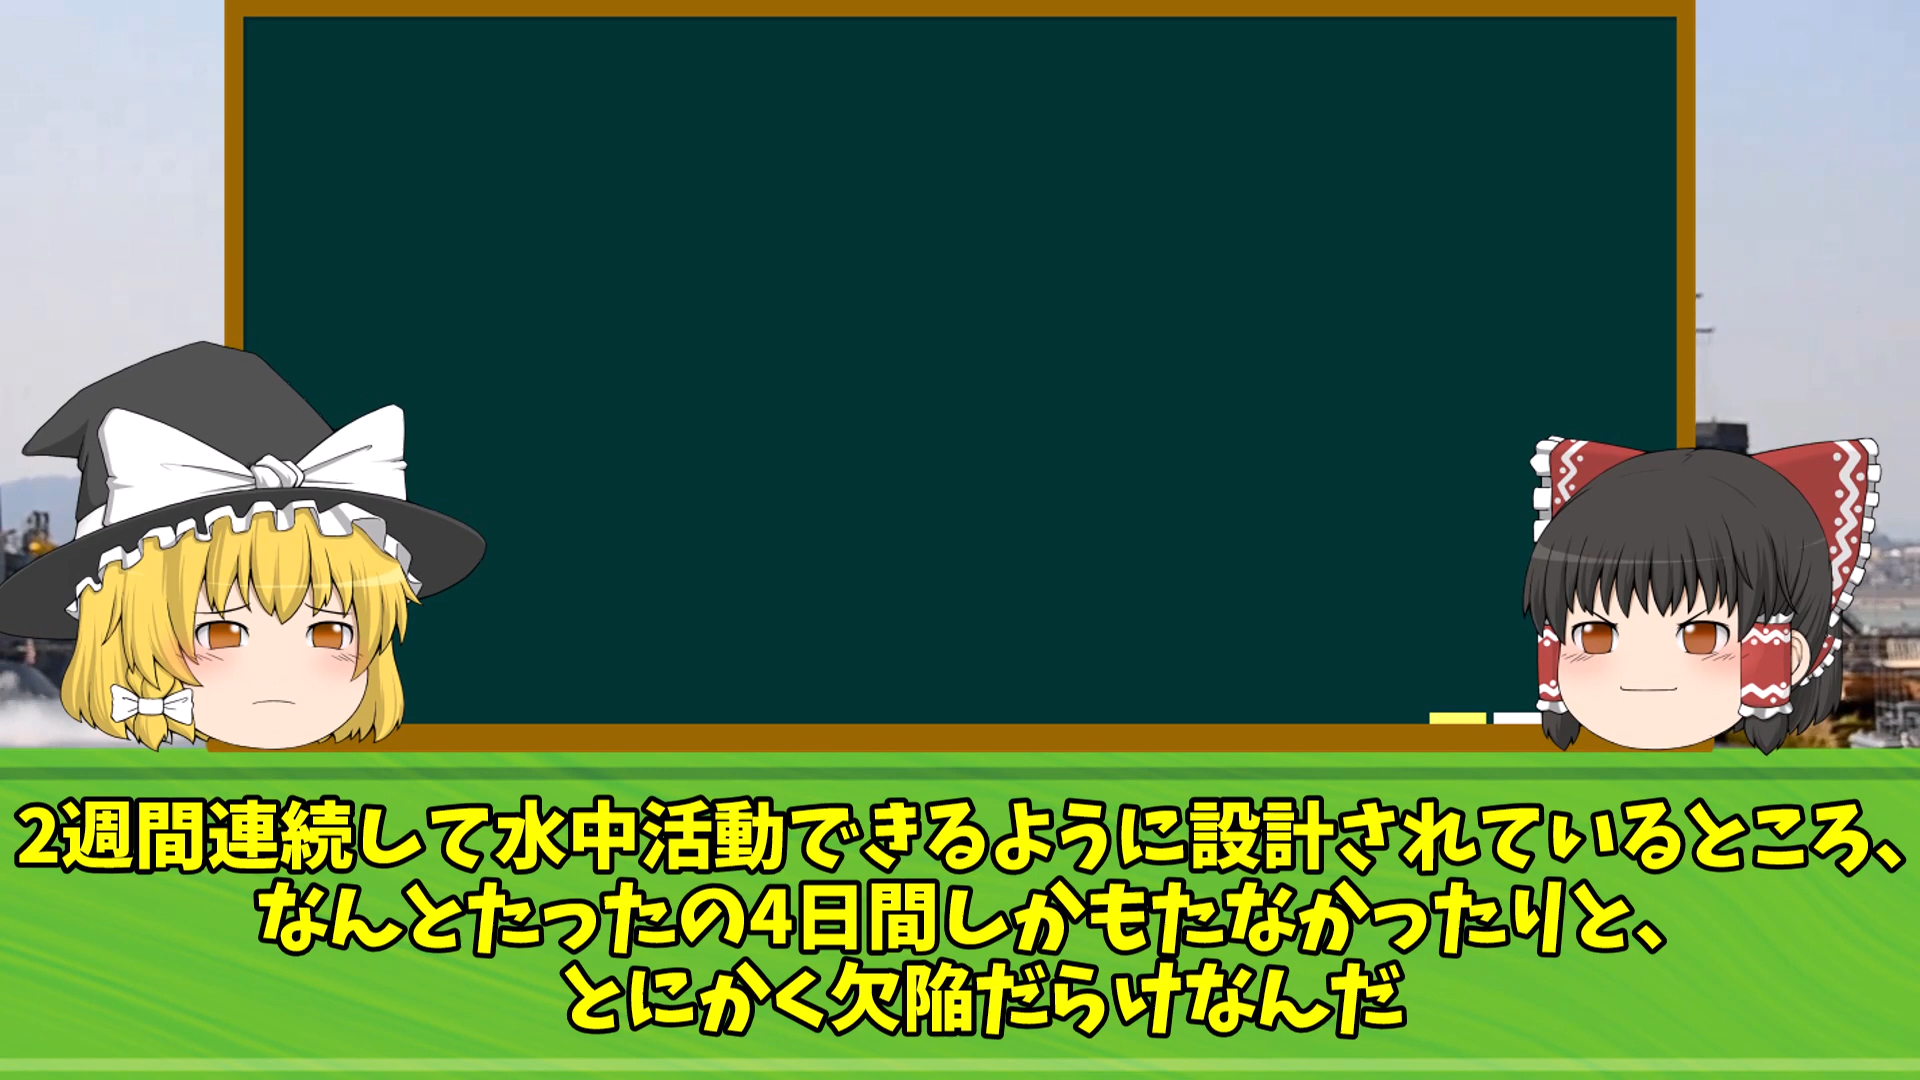 2週間連続して水中活動できるように設計されているところ、
なんとたったの4日間しかもたなかったりと、
とにかく欠陥だらけなんだ